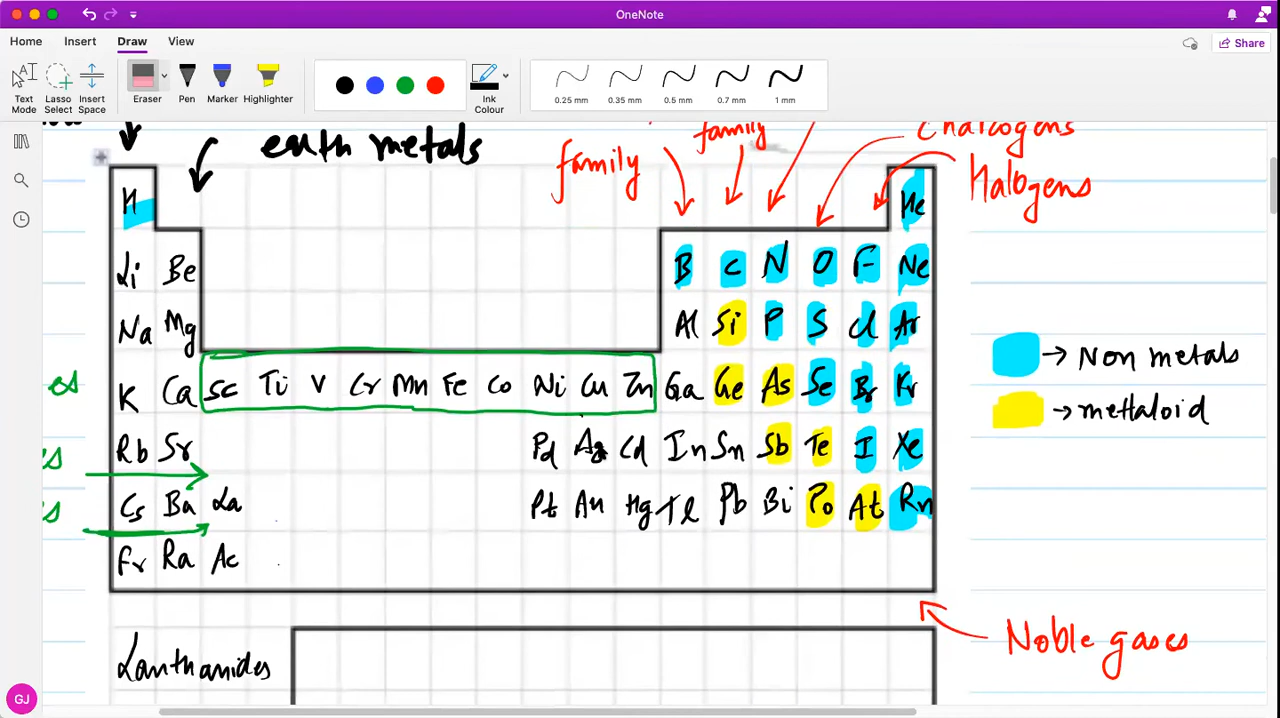 OneNote
Home Insert Draw View
Share
Text Mode
Lasso Select
Insert Space
Eraser
Pen
Marker
Highlighter
Ink Colour
0.25 mm
0.35 mm
0.5 mm
0.7 mm
1 mm
earth metals
family
family
Chalcogens
Halogens
H He
Li Be B C N O F Ne
Na Mg Al Si P S Cl Ar
K Ca Sc Ti V Cr Mn Fe Co Ni Cu Zn Ga Ge As Se Br Kr
Rb Sr Pd Ag Cd In Sn Sb Te I Xe
Cs Ba La Pt Au Hg Tl Pb Bi Po At Rn
Fr Ra Ac
→ Non metals
→ mettaloid
Noble gases
Lanthanides
GJ